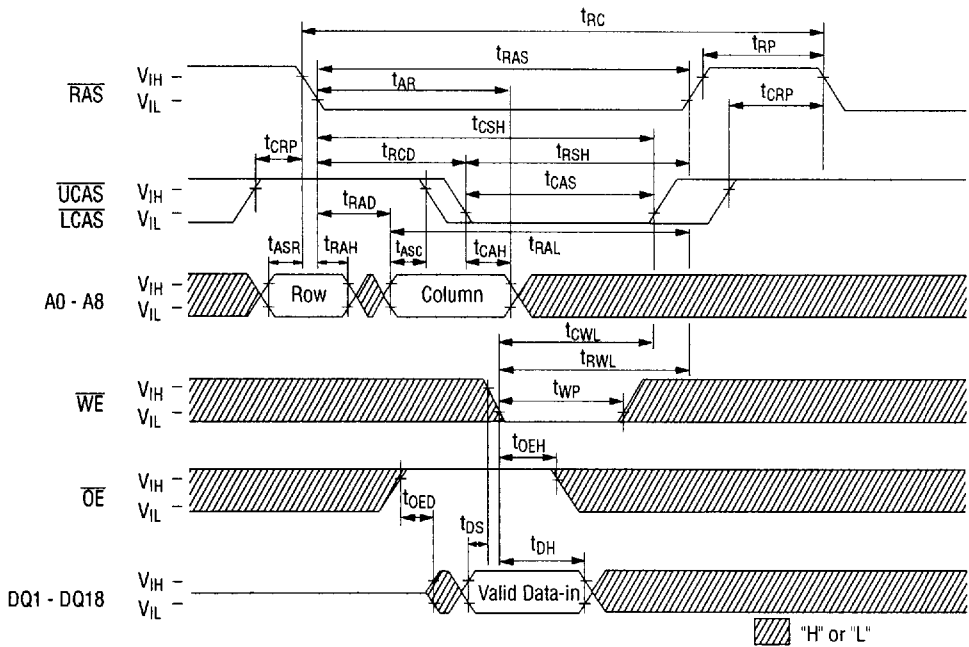 tRC
tRP
tRAS
RAS
VIH
VIL
tAR
tCRP
tCSH
tCRP
tRCD
tRSH
UCAS
LCAS
VIH
VIL
tCAS
tRAD
tRAL
tASR
tRAH
tASC
tCAH
A0 - A8
VIH
VIL
Row
Column
tCWL
tRWL
WE
VIH
VIL
tWP
tOEH
OE
VIH
VIL
tOED
tDS
tDH
DQ1 - DQ18
VIH
VIL
Valid Data-in
"H" or "L"